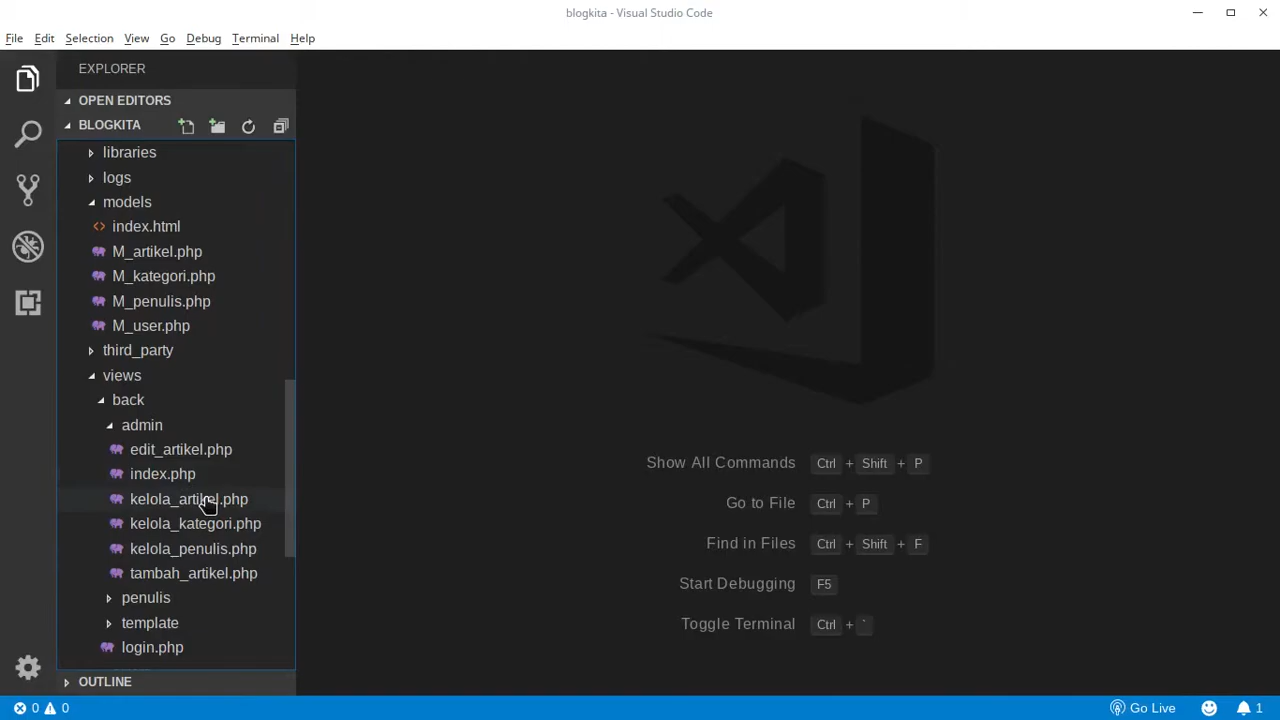 blogkita - Visual Studio Code
File Edit Selection View Go Debug Terminal Help
EXPLORER
OPEN EDITORS
BLOGKITA
libraries
logs
models
index.html
M_artikel.php
M_kategori.php
M_penulis.php
M_user.php
third_party
views
back
admin
edit_artikel.php
index.php
kelola_artikel.php
kelola_kategori.php
kelola_penulis.php
tambah_artikel.php
penulis
template
login.php
OUTLINE
Show All Commands Ctrl + Shift + P
Go to File Ctrl + P
Find in Files Ctrl + Shift + F
Start Debugging F5
Toggle Terminal Ctrl + `
0 0 Go Live 1